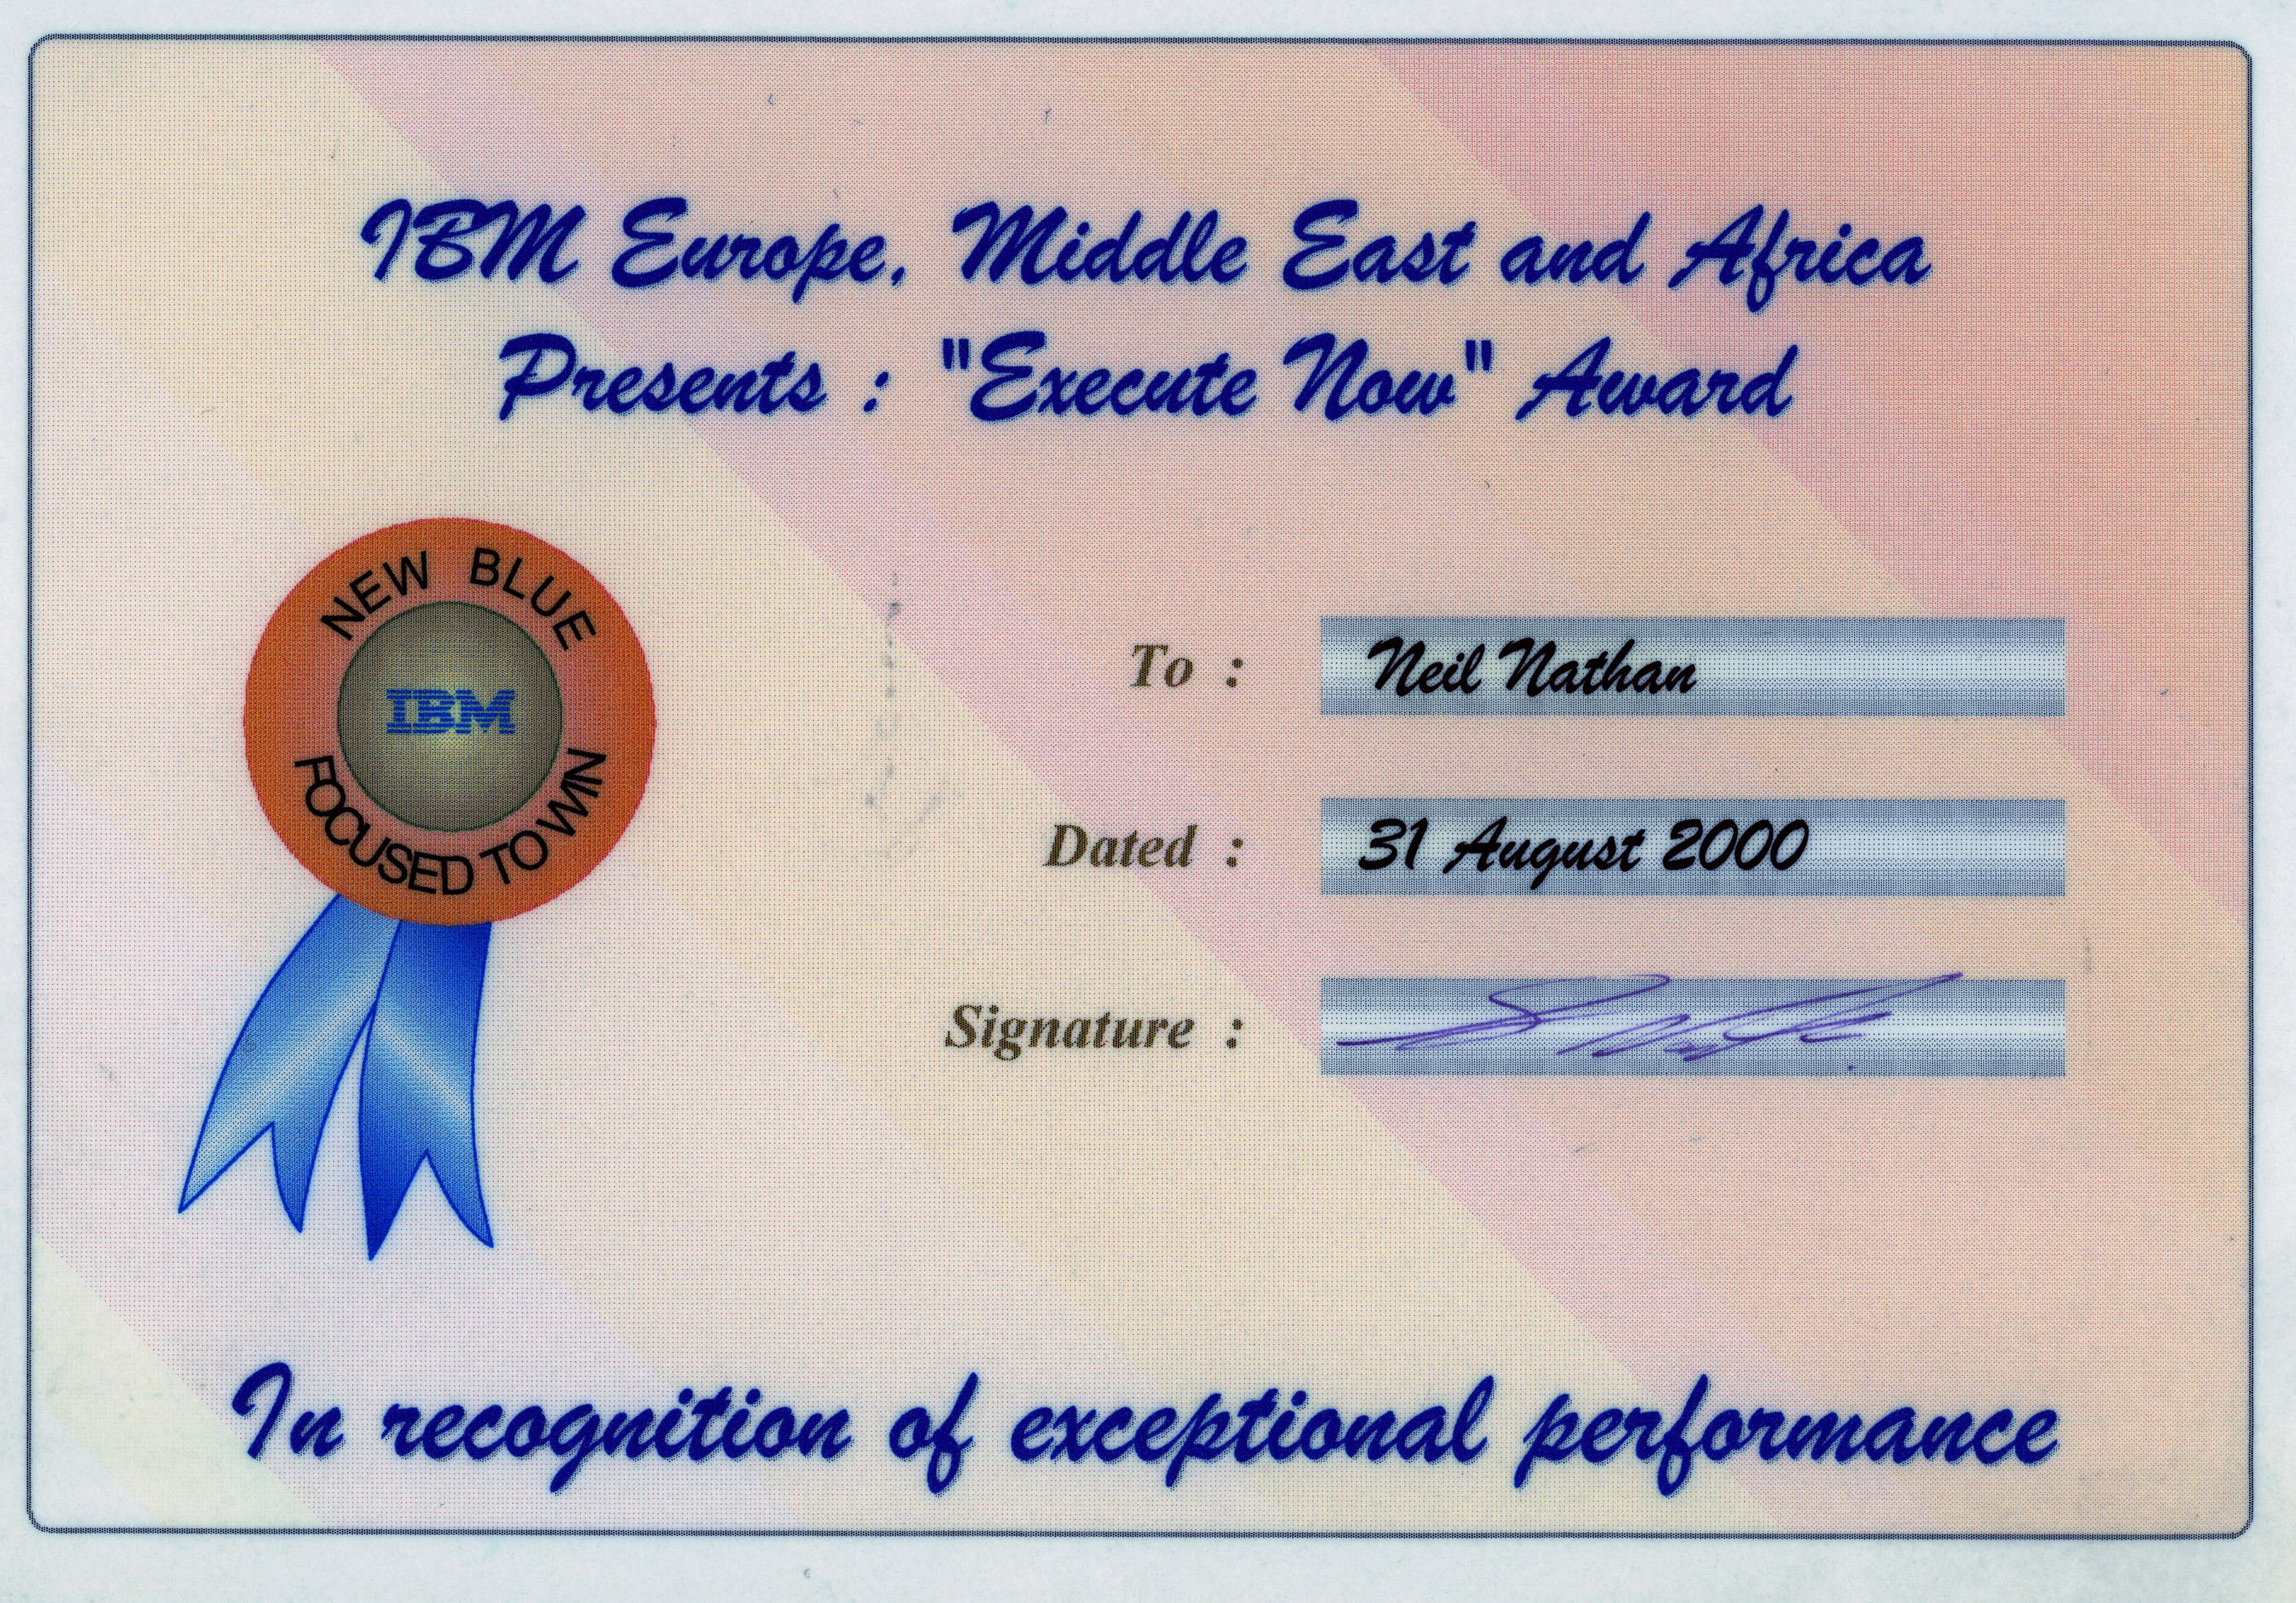 IBM Europe, Middle East and Africa
Presents : "Execute Now" Award
NEW BLUE
IBM
FOCUSED TO WIN
To : Neil Nathan
Dated : 31 August 2000
Signature :
In recognition of exceptional performance